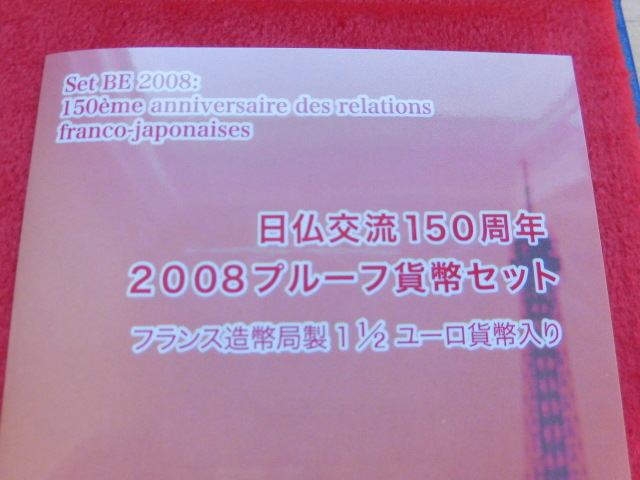 Set BE 2008:
150ème anniversaire des relations
franco-japonaises
日仏交流150周年
2008プルーフ貨幣セット
フランス造幣局製 1 1/2 ユーロ貨幣入り